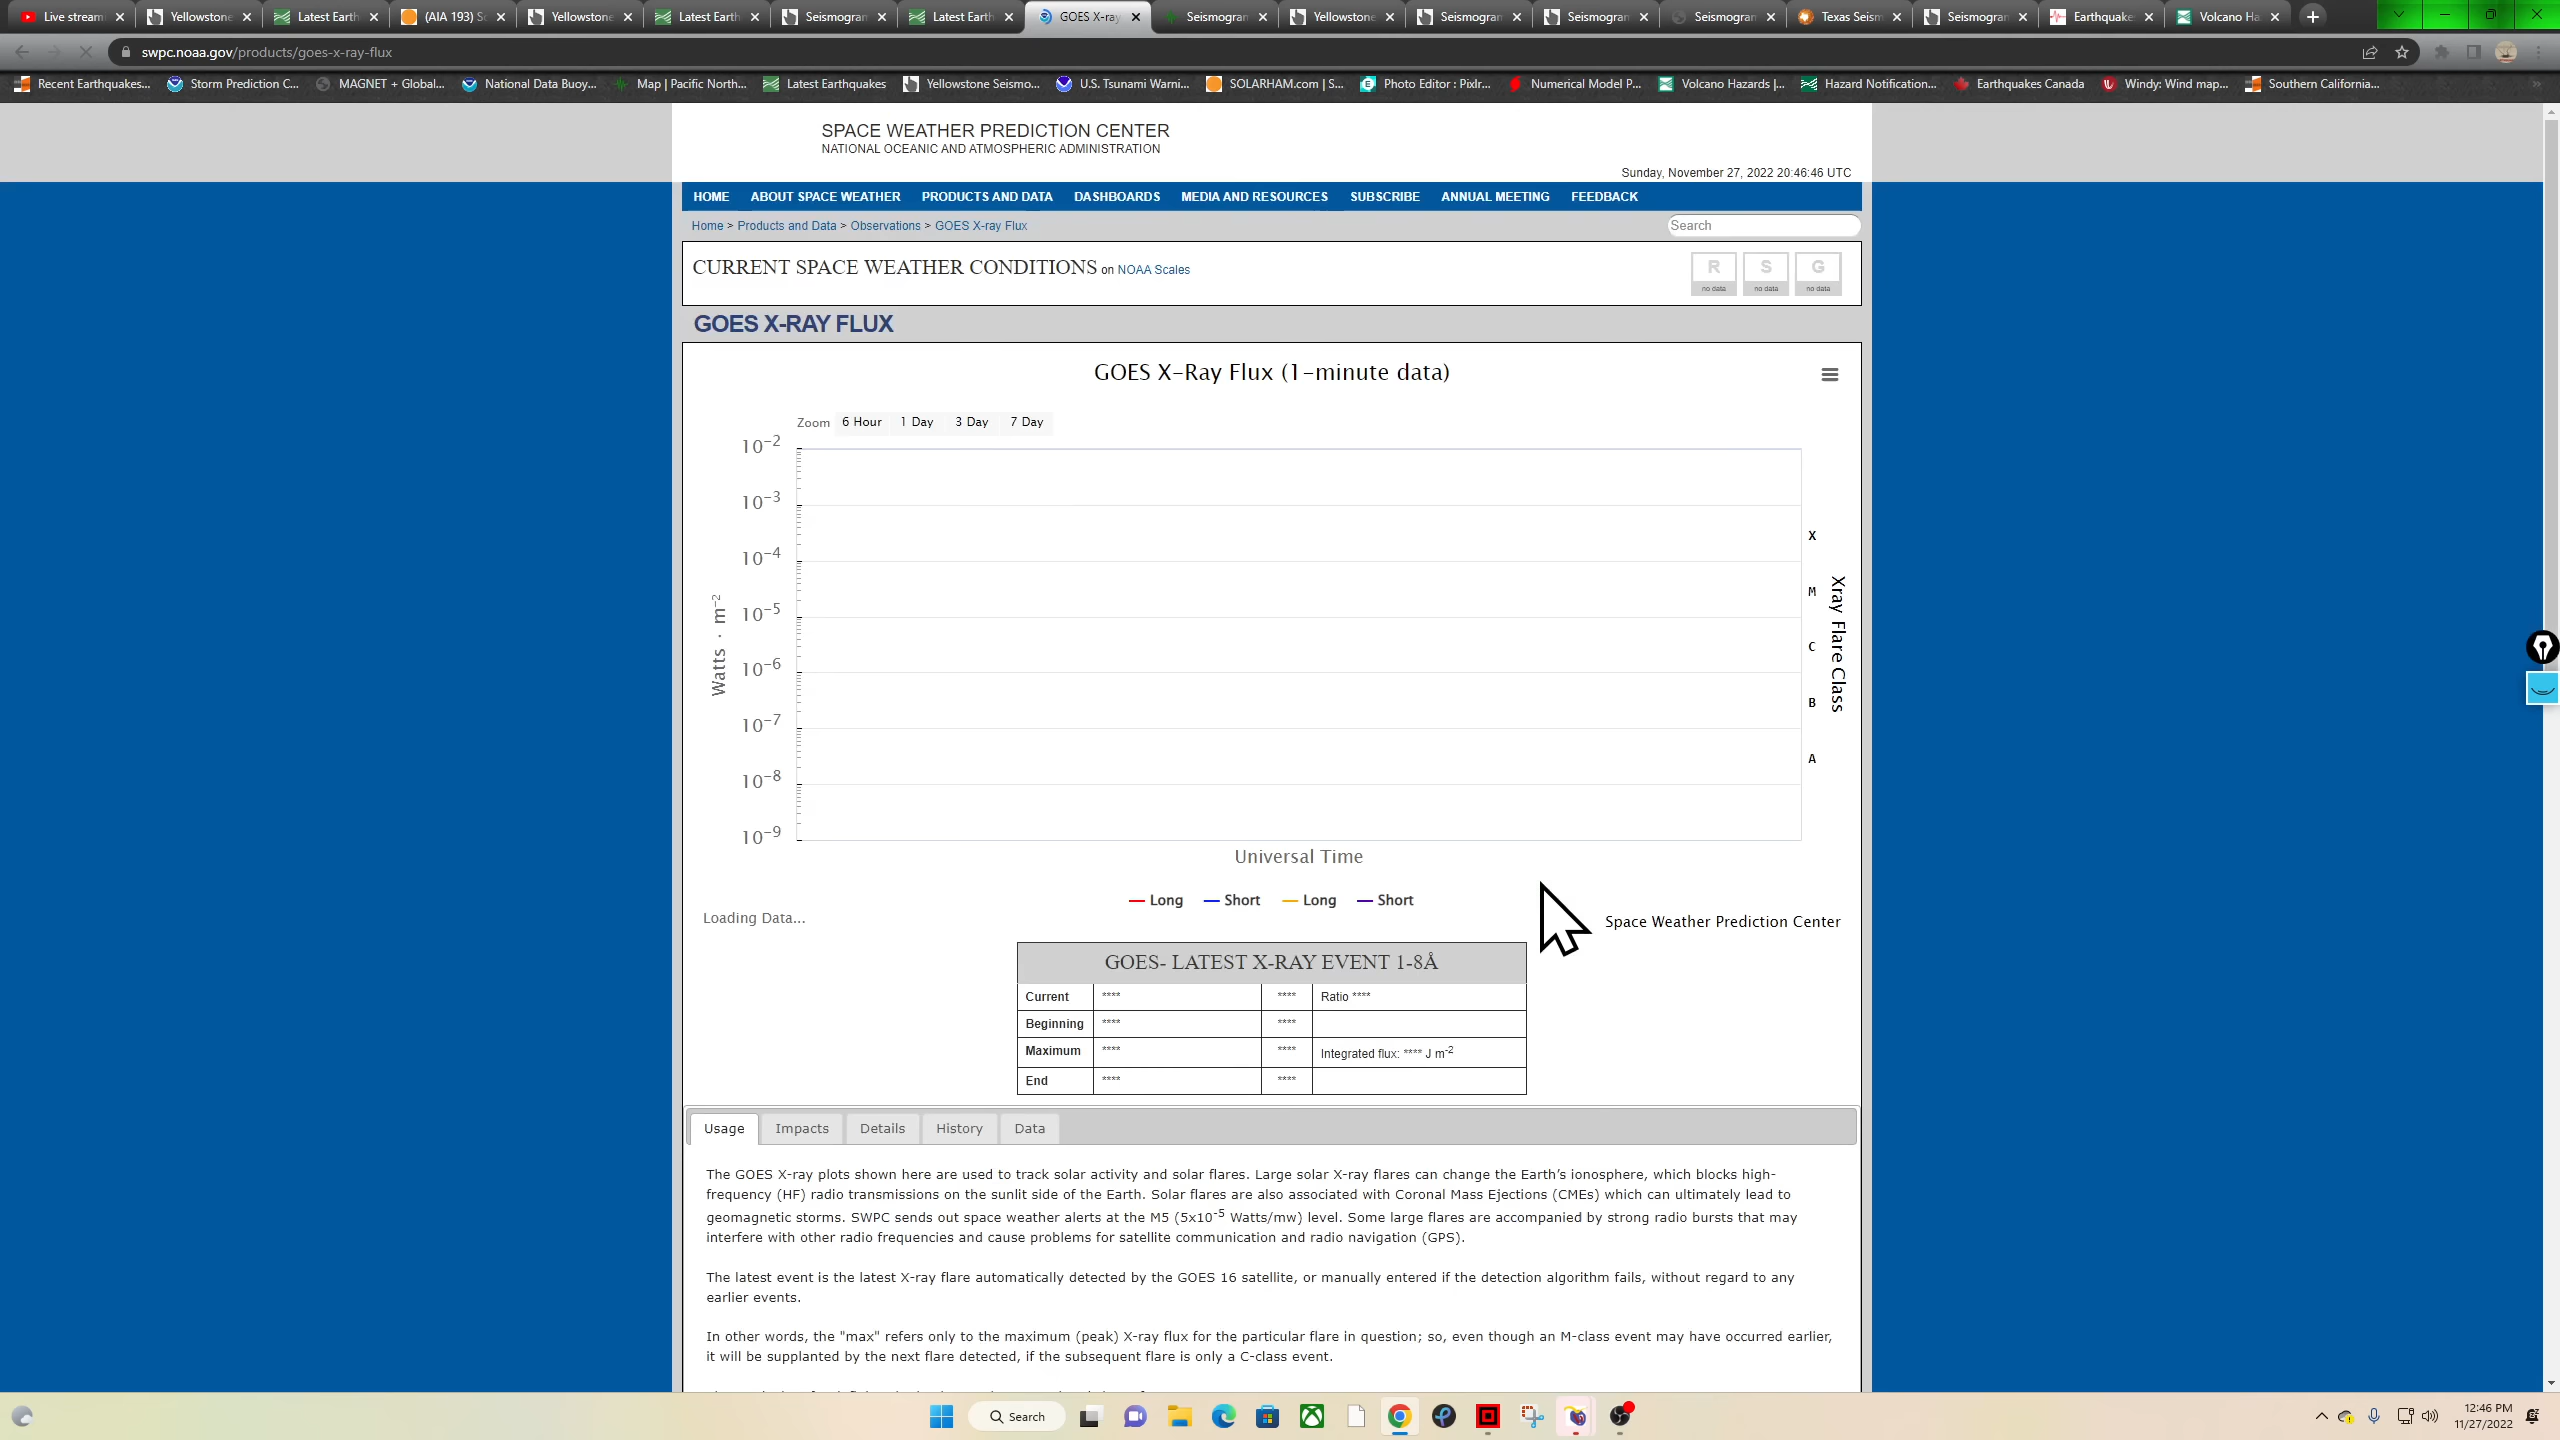 Live stream
Yellowstone
Latest Earth
(AIA 193) S
Yellowstone
Latest Earth
Seismogram
Latest Earth
GOES X-ray
Seismogram
Yellowstone
Seismogram
Seismogram
Seismogram
Texas Seism
Seismogram
Earthquake
Volcano Ha
swpc.noaa.gov/products/goes-x-ray-flux
Recent Earthquakes...
Storm Prediction C...
MAGNET + Global...
National Data Buoy...
Map | Pacific North...
Latest Earthquakes
Yellowstone Seismo...
U.S. Tsunami Warni...
SOLARHAM.com | S...
Photo Editor : Pixlr...
Numerical Model P...
Volcano Hazards |...
Hazard Notification...
Earthquakes Canada
Windy: Wind map...
Southern California...
SPACE WEATHER PREDICTION CENTER
NATIONAL OCEANIC AND ATMOSPHERIC ADMINISTRATION
Sunday, November 27, 2022 20:46:46 UTC
HOME ABOUT SPACE WEATHER PRODUCTS AND DATA DASHBOARDS MEDIA AND RESOURCES SUBSCRIBE ANNUAL MEETING FEEDBACK
Home > Products and Data > Observations > GOES X-ray Flux
Search
CURRENT SPACE WEATHER CONDITIONS on NOAA Scales
R S G
no data no data no data
GOES X-RAY FLUX
GOES X-Ray Flux (1-minute data)
Zoom 6 Hour 1 Day 3 Day 7 Day
10⁻²
10⁻³
10⁻⁴
10⁻⁵
10⁻⁶
10⁻⁷
10⁻⁸
10⁻⁹
Watts · m⁻²
X
M
C
B
A
Xray Flare Class
Universal Time
Long Short Long Short
Loading Data...
Space Weather Prediction Center
GOES- LATEST X-RAY EVENT 1-8Å
Current **** **** Ratio ****
Beginning **** ****
Maximum **** **** Integrated flux: **** J m⁻²
End **** ****
Usage Impacts Details History Data
The GOES X-ray plots shown here are used to track solar activity and solar flares. Large solar X-ray flares can change the Earth’s ionosphere, which blocks high-
frequency (HF) radio transmissions on the sunlit side of the Earth. Solar flares are also associated with Coronal Mass Ejections (CMEs) which can ultimately lead to
geomagnetic storms. SWPC sends out space weather alerts at the M5 (5x10⁻⁵ Watts/mw) level. Some large flares are accompanied by strong radio bursts that may
interfere with other radio frequencies and cause problems for satellite communication and radio navigation (GPS).
The latest event is the latest X-ray flare automatically detected by the GOES 16 satellite, or manually entered if the detection algorithm fails, without regard to any
earlier events.
In other words, the "max" refers only to the maximum (peak) X-ray flux for the particular flare in question; so, even though an M-class event may have occurred earlier,
it will be supplanted by the next flare detected, if the subsequent flare is only a C-class event.
Search
12:46 PM
11/27/2022